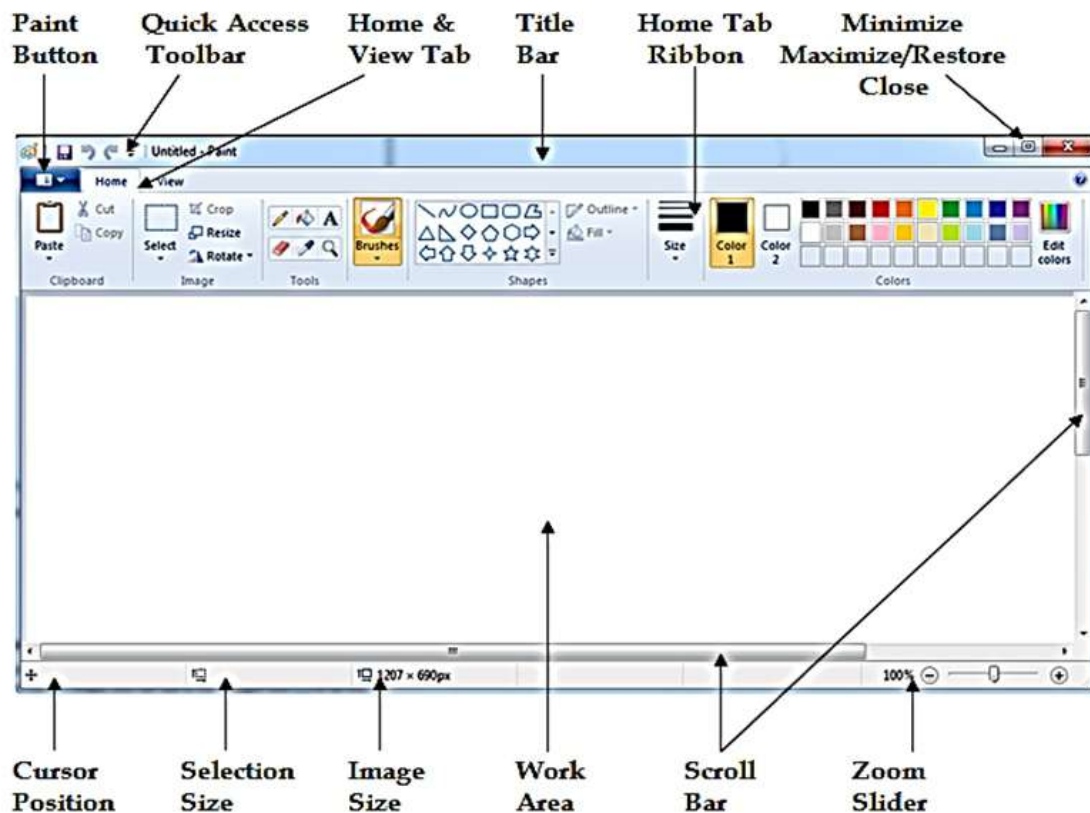 Paint Quick Access Home & Title Home Tab Minimize
Button Toolbar View Tab Bar Ribbon Maximize/Restore
Close
Untitled - Paint
Home View
Cut Crop Outline
Paste Copy Select Resize Brushes Fill Size Color Color Edit
Rotate 1 2 colors
Clipboard Image Tools Shapes Colors
1207 × 690px 100%
Cursor Selection Image Work Scroll Zoom
Position Size Size Area Bar Slider